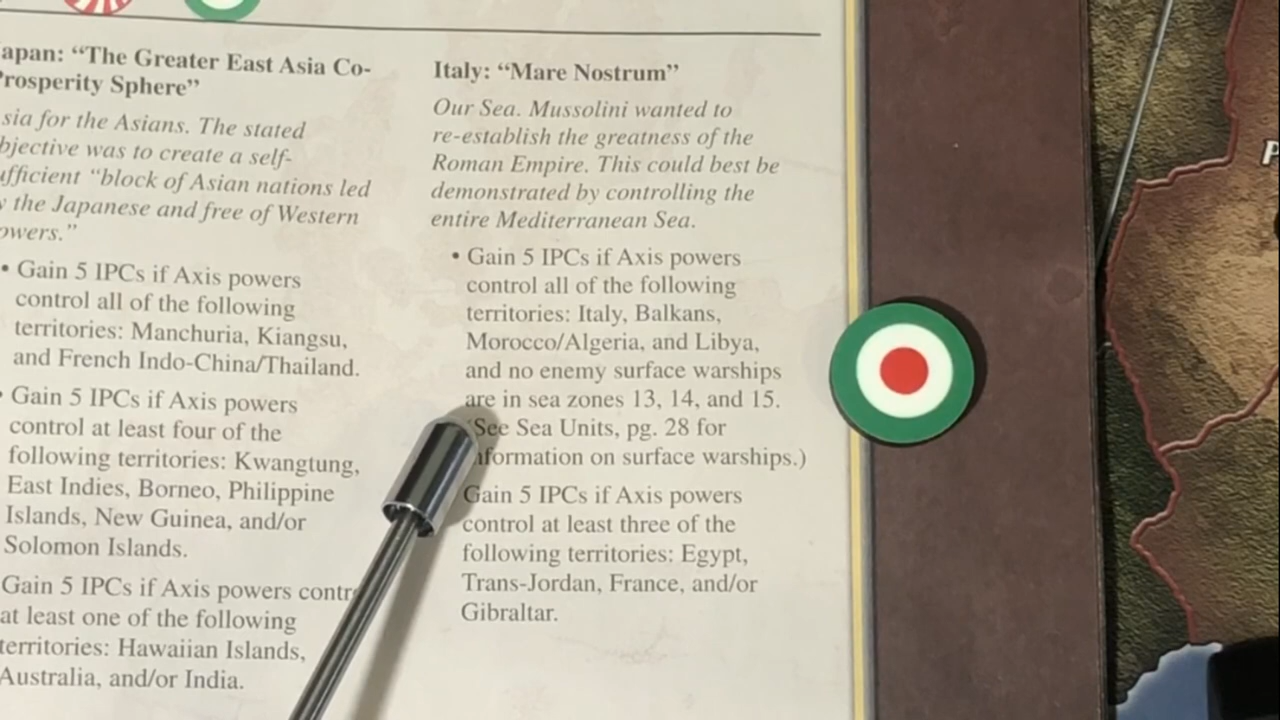 apan: “The Greater East Asia Co-
Prosperity Sphere”
sia for the Asians. The stated
bjective was to create a self-
ufficient “block of Asian nations led
y the Japanese and free of Western
owers.”
• Gain 5 IPCs if Axis powers
control all of the following
territories: Manchuria, Kiangsu,
and French Indo-China/Thailand.
• Gain 5 IPCs if Axis powers
control at least four of the
following territories: Kwangtung,
East Indies, Borneo, Philippine
Islands, New Guinea, and/or
Solomon Islands.
Gain 5 IPCs if Axis powers contr
at least one of the following
territories: Hawaiian Islands,
Australia, and/or India.
Italy: “Mare Nostrum”
Our Sea. Mussolini wanted to
re-establish the greatness of the
Roman Empire. This could best be
demonstrated by controlling the
entire Mediterranean Sea.
• Gain 5 IPCs if Axis powers
control all of the following
territories: Italy, Balkans,
Morocco/Algeria, and Libya,
and no enemy surface warships
are in sea zones 13, 14, and 15.
(See Sea Units, pg. 28 for
nformation on surface warships.)
Gain 5 IPCs if Axis powers
control at least three of the
following territories: Egypt,
Trans-Jordan, France, and/or
Gibraltar.
P